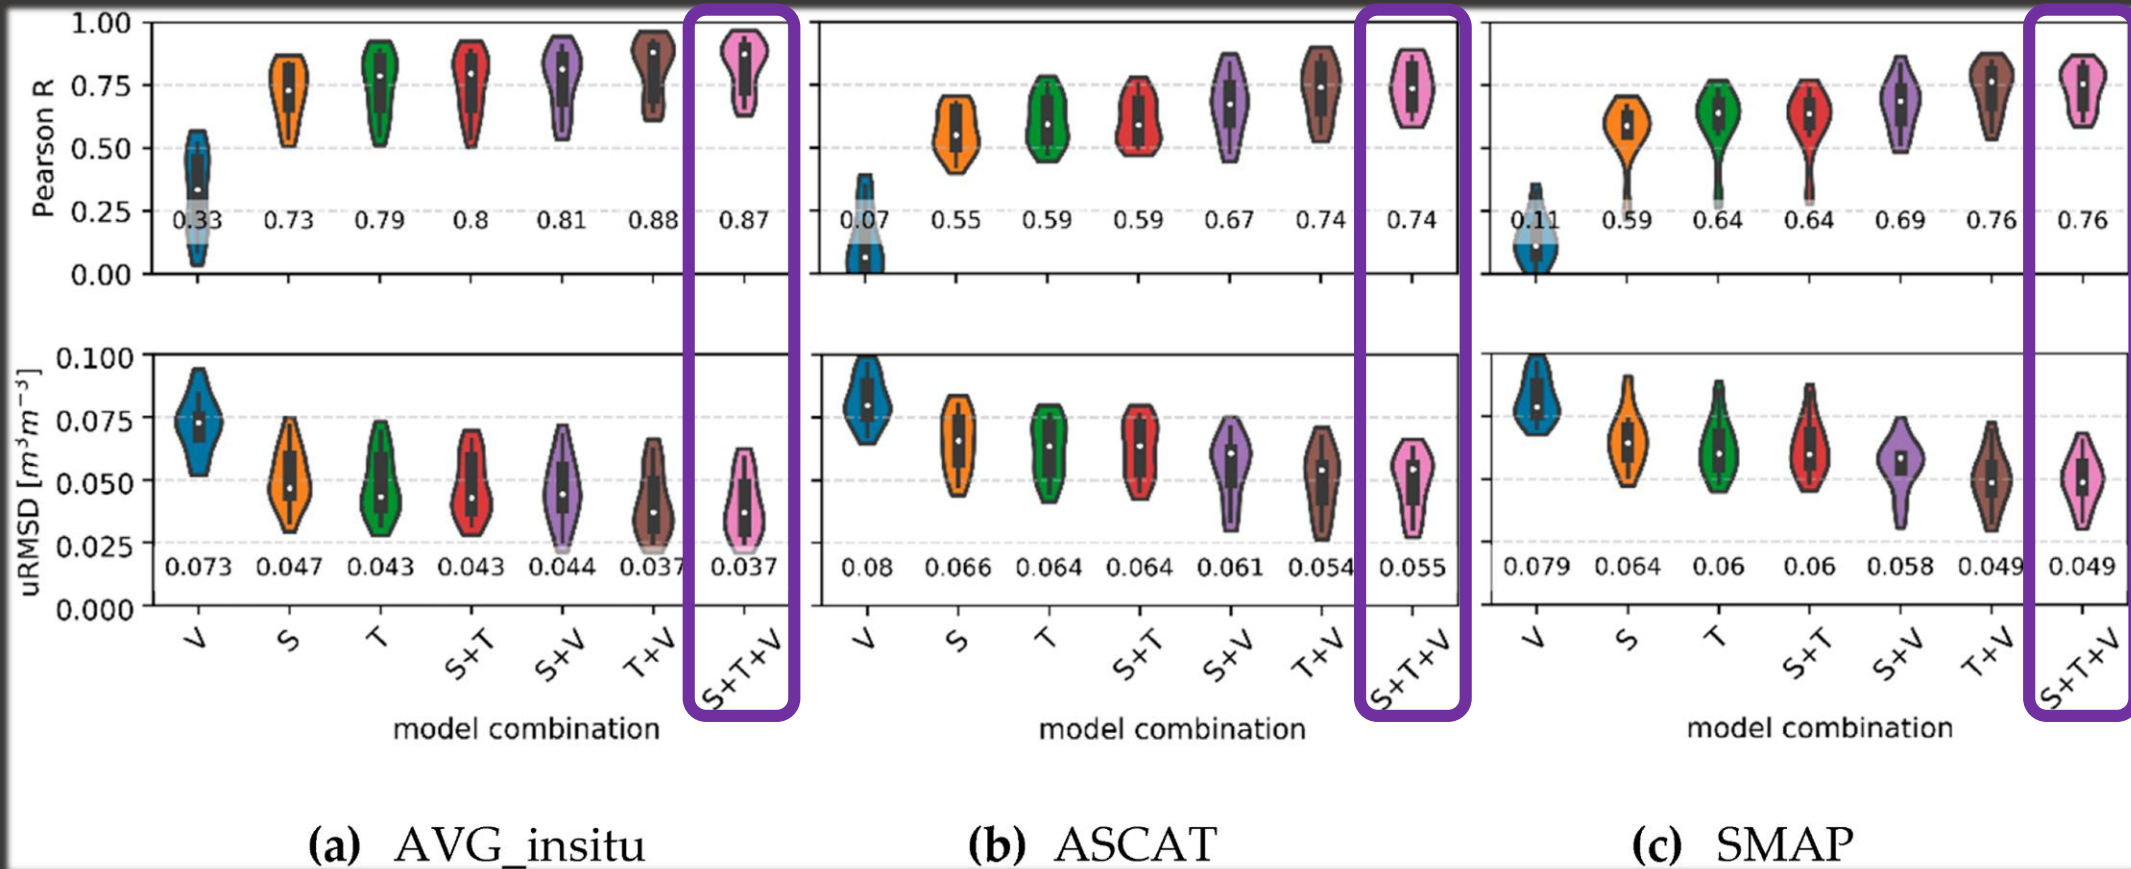 1.00
0.75
0.50
0.25
0.00
Pearson R
0.33 0.73 0.79 0.8 0.81 0.88 0.87
0.07 0.55 0.59 0.59 0.67 0.74 0.74
0.11 0.59 0.64 0.64 0.69 0.76 0.76
0.100
0.075
0.050
0.025
0.000
uRMSD [m³m⁻³]
0.073 0.047 0.043 0.043 0.044 0.037 0.037
0.08 0.066 0.064 0.064 0.061 0.054 0.055
0.079 0.064 0.06 0.06 0.058 0.049 0.049
V S T S+T S+V T+V S+T+V
V S T S+T S+V T+V S+T+V
V S T S+T S+V T+V S+T+V
model combination
model combination
model combination
(a) AVG_insitu
(b) ASCAT
(c) SMAP